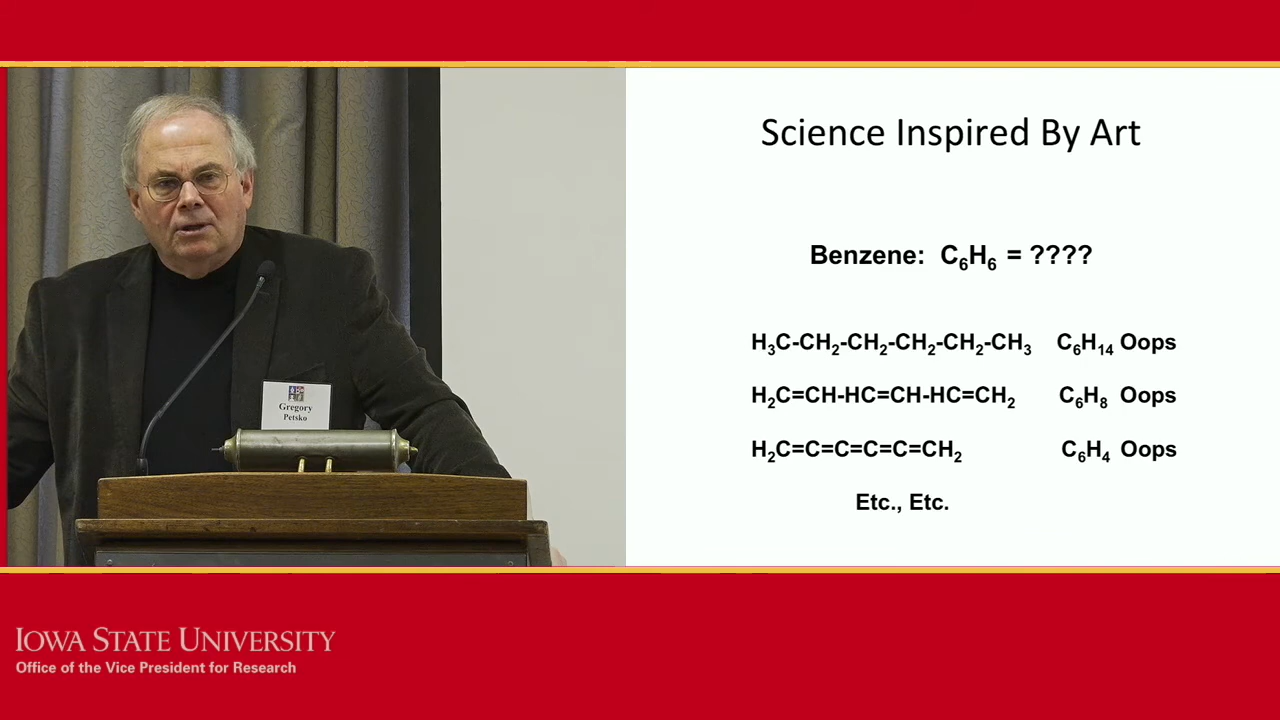 Science Inspired By Art
Benzene: C₆H₆ = ????
H₃C-CH₂-CH₂-CH₂-CH₂-CH₃ C₆H₁₄ Oops
H₂C=CH-HC=CH-HC=CH₂ C₆H₈ Oops
H₂C=C=C=C=C=CH₂ C₆H₄ Oops
Etc., Etc.
Gregory
Petsko
IOWA STATE UNIVERSITY
Office of the Vice President for Research